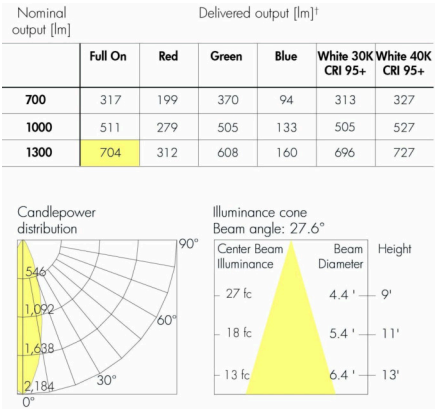 Nominal output [lm]
Delivered output [lm]†
Full On Red Green Blue White 30K CRI 95+ White 40K CRI 95+
700 317 199 370 94 313 327
1000 511 279 505 133 505 527
1300 704 312 608 160 696 727
Candlepower
distribution
90°
546
1,092
60°
1,638
30°
2,184
0°
Illuminance cone
Beam angle: 27.6°
Center Beam Illuminance
Beam Diameter
Height
27 fc 4.4 ' 9'
18 fc 5.4 ' 11'
13 fc 6.4 ' 13'